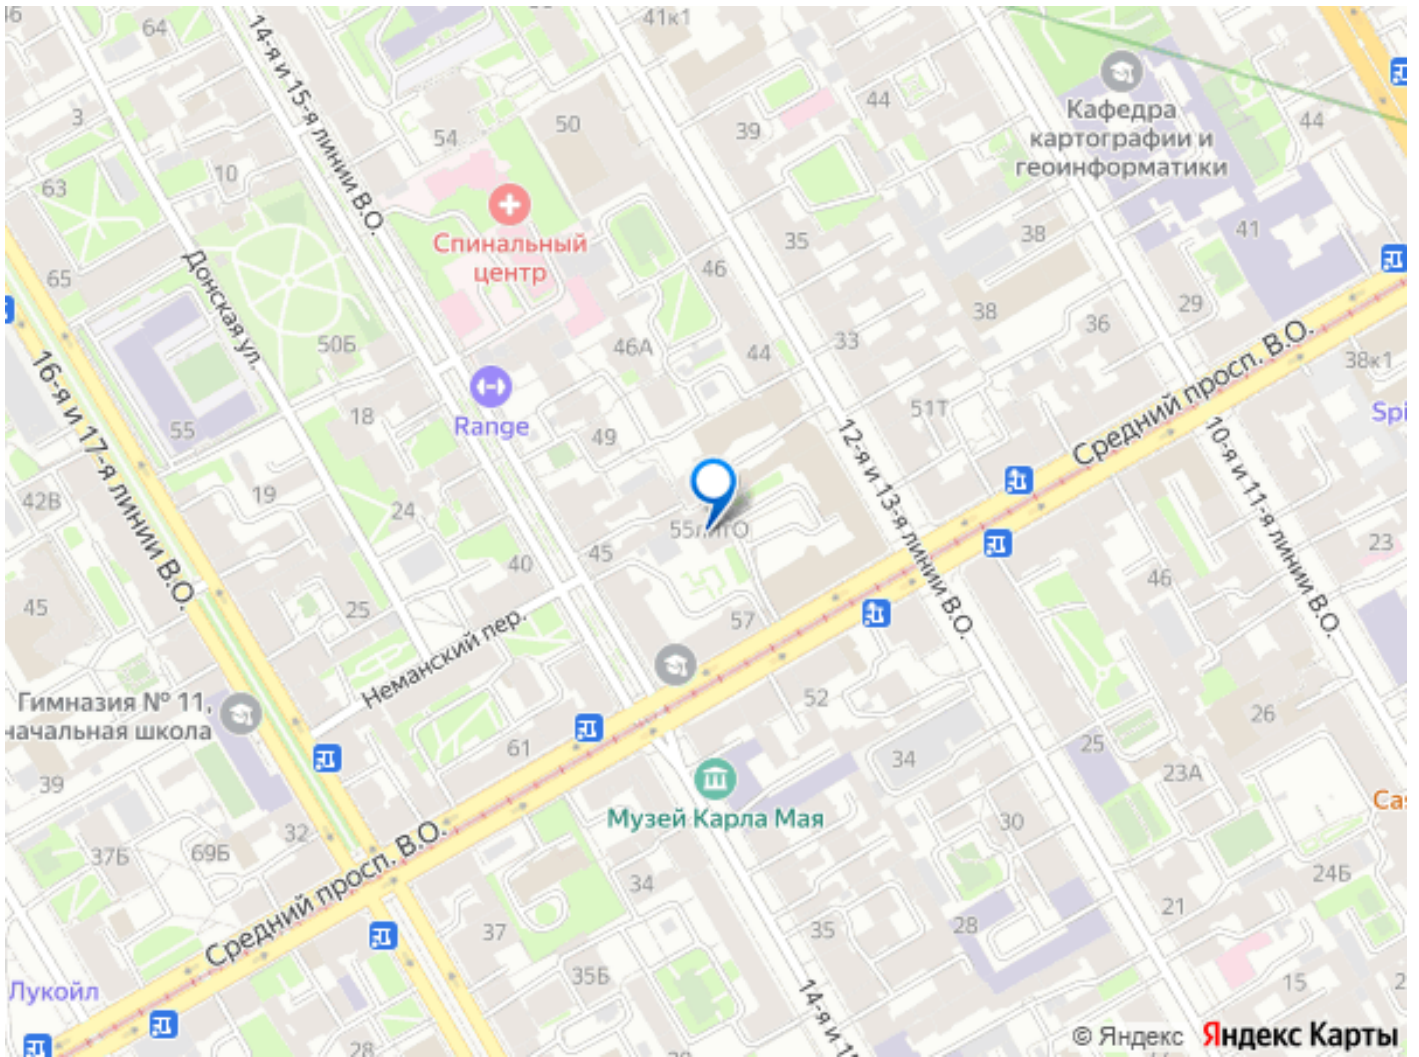 64
41к1
14-я и 15-я линии В.О.
3
54
50
39
44
Кафедра
картографии и
геоинформатики
44
63
10
Спинальный
центр
35
38
41
65
Донская ул.
46
38
29
50Б
46А
44
33
36
38к1
16-я и 17-я линии В.О.
Range
18
55
49
51Т
Средний просп. В.О.
Spi
12-я и 13-я линии В.О.
10-я и 11-я линии В.О.
42В
19
24
55литО
40
45
46
23
45
25
57
Неманский пер.
Гимназия № 11,
начальная школа
61
52
34
25
26
23А
39
Музей Карла Мая
Cas
32
30
37Б
69Б
Средний просп. В.О.
34
24Б
37
35
28
21
Лукойл
35Б
14-я и 1
15
2
28
© Яндекс Яндекс Карты